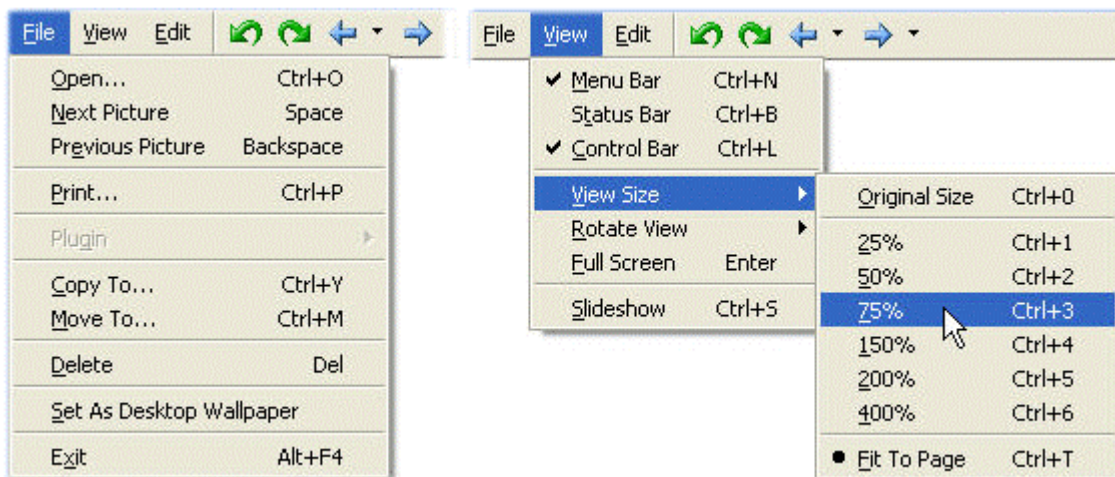 File View Edit
Open... Ctrl+O
Next Picture Space
Previous Picture Backspace
Print... Ctrl+P
Plugin
Copy To... Ctrl+Y
Move To... Ctrl+M
Delete Del
Set As Desktop Wallpaper
Exit Alt+F4
File View Edit
Menu Bar Ctrl+N
Status Bar Ctrl+B
Control Bar Ctrl+L
View Size
Rotate View
Full Screen Enter
Slideshow Ctrl+S
Original Size Ctrl+0
25% Ctrl+1
50% Ctrl+2
75% Ctrl+3
150% Ctrl+4
200% Ctrl+5
400% Ctrl+6
Fit To Page Ctrl+T